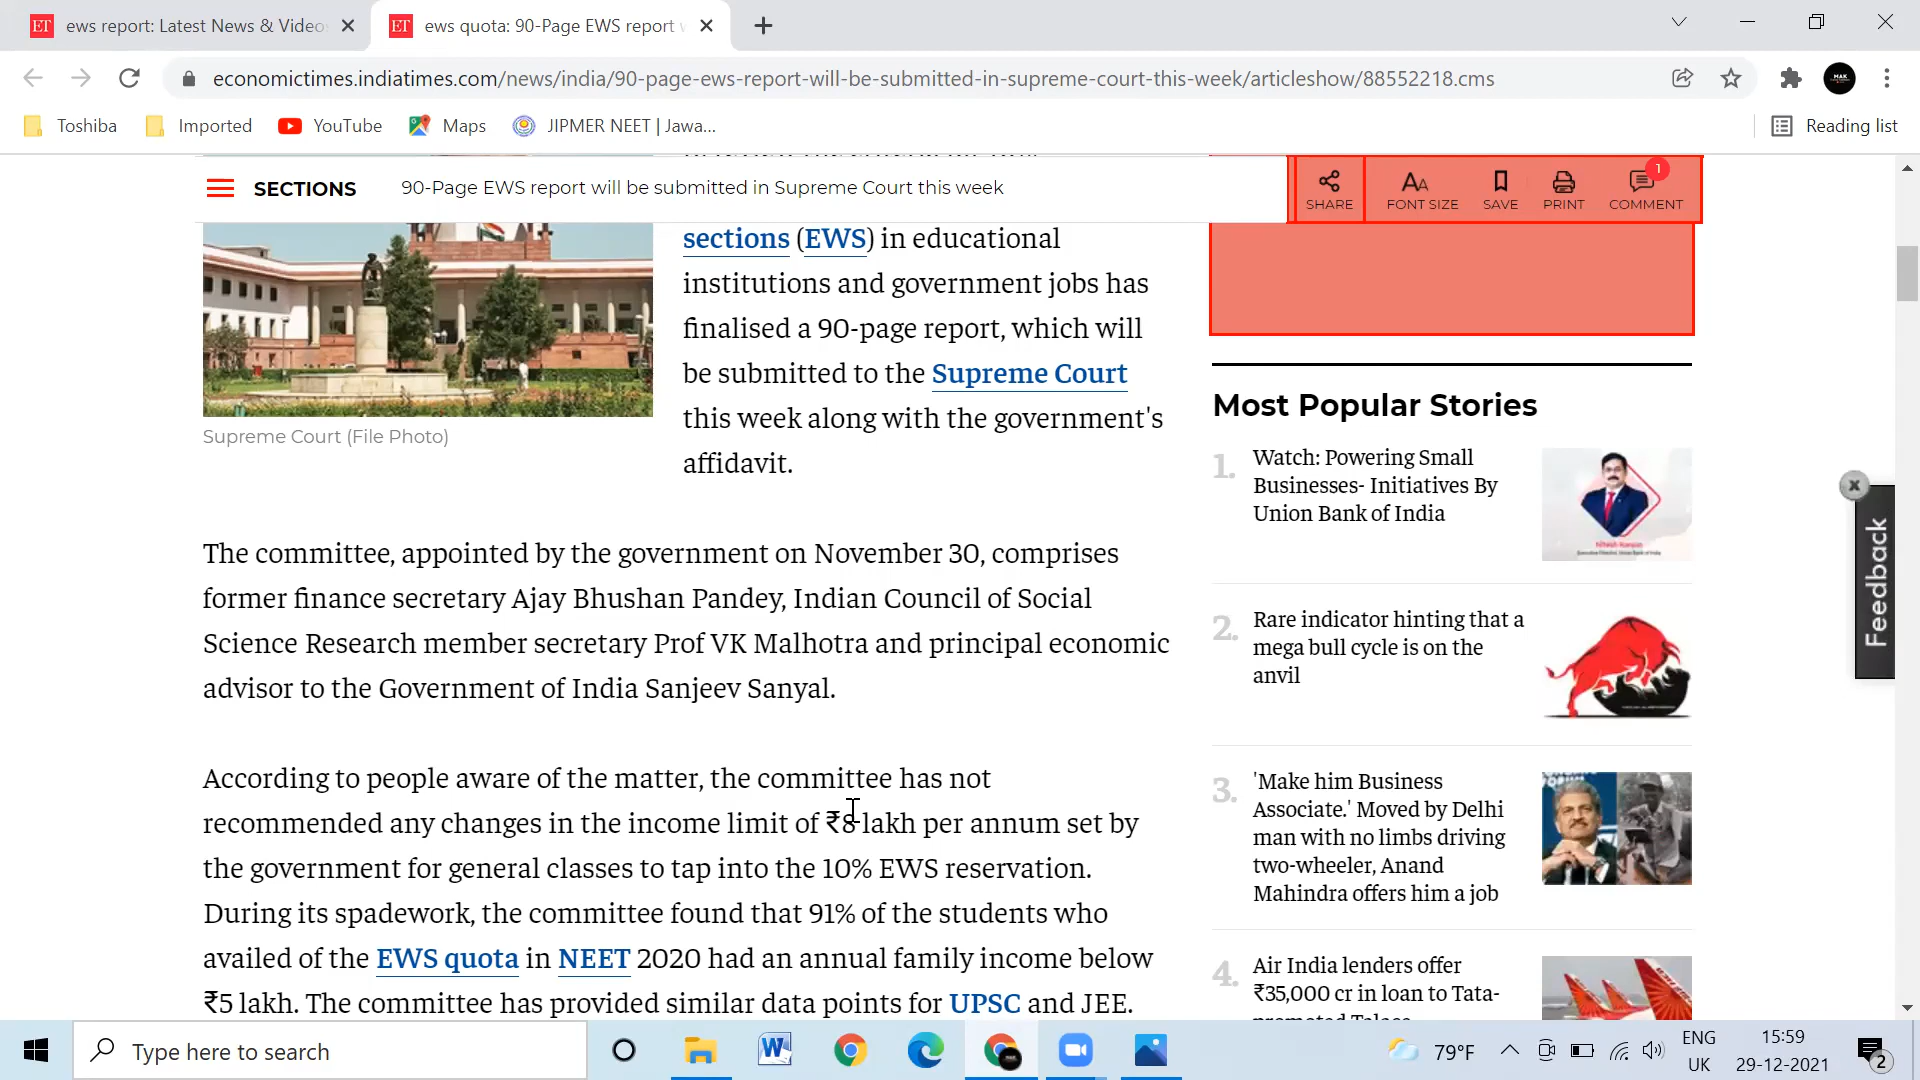 ET ews report: Latest News & Video
ET ews quota: 90-Page EWS report
economictimes.indiatimes.com/news/india/90-page-ews-report-will-be-submitted-in-supreme-court-this-week/articleshow/88552218.cms
MAK
Toshiba
Imported
YouTube
Maps
JIPMER NEET | Jawa...
Reading list
SECTIONS
90-Page EWS report will be submitted in Supreme Court this week
SHARE
FONT SIZE
SAVE
PRINT
1
COMMENT
sections (EWS) in educational
institutions and government jobs has
finalised a 90-page report, which will
be submitted to the Supreme Court
this week along with the government's
affidavit.
Supreme Court (File Photo)
The committee, appointed by the government on November 30, comprises
former finance secretary Ajay Bhushan Pandey, Indian Council of Social
Science Research member secretary Prof VK Malhotra and principal economic
advisor to the Government of India Sanjeev Sanyal.
According to people aware of the matter, the committee has not
recommended any changes in the income limit of ₹8 lakh per annum set by
the government for general classes to tap into the 10% EWS reservation.
During its spadework, the committee found that 91% of the students who
availed of the EWS quota in NEET 2020 had an annual family income below
₹5 lakh. The committee has provided similar data points for UPSC and JEE.
Most Popular Stories
1.
Watch: Powering Small
Businesses- Initiatives By
Union Bank of India
2.
Rare indicator hinting that a
mega bull cycle is on the
anvil
3.
'Make him Business
Associate.' Moved by Delhi
man with no limbs driving
two-wheeler, Anand
Mahindra offers him a job
4.
Air India lenders offer
₹35,000 cr in loan to Tata-
Feedback
Type here to search
79°F
ENG
UK
15:59
29-12-2021
2